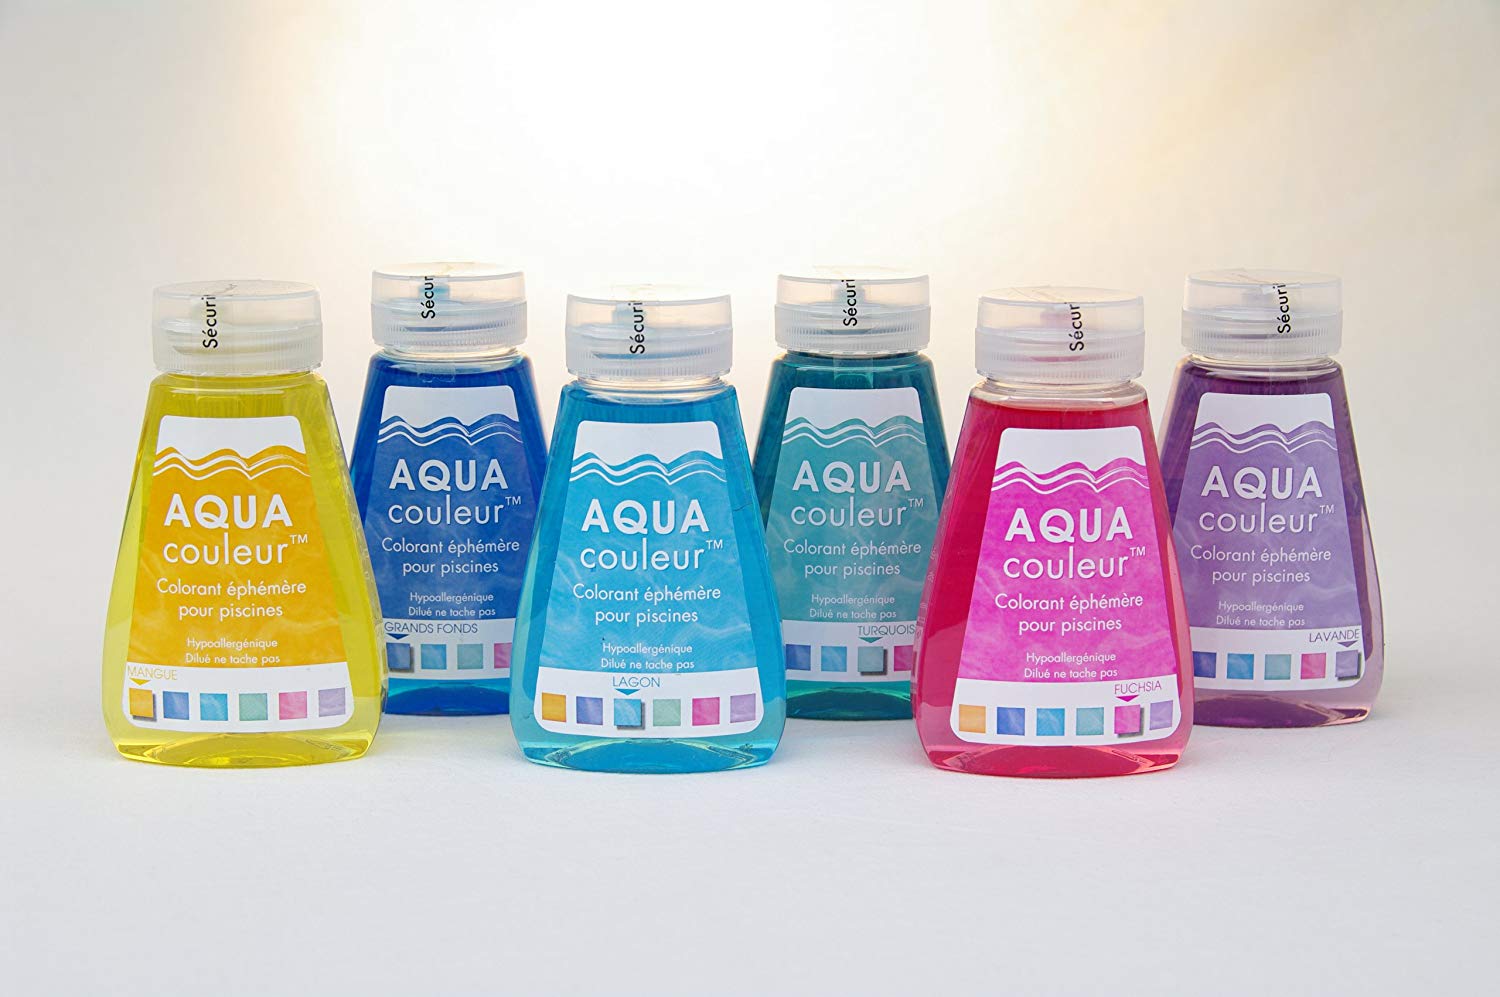 Sécuri
AQUA
couleur™
Colorant éphémère
pour piscines
Hypoallergénique
Dilué ne tache pas
MANGUE
Sécur
AQUA
couleur™
Colorant éphémère
pour piscines
Hypoallergénique
Dilué ne tache pas
GRANDS FONDS
Sécuri
AQUA
couleur™
Colorant éphémère
pour piscines
Hypoallergénique
Dilué ne tache pas
LAGON
Sécuri
AQUA
couleur™
Colorant éphémère
pour piscines
Hypoallergénique
Dilué ne tache pas
TURQUOIS
Sécuri
AQUA
couleur™
Colorant éphémère
pour piscines
Hypoallergénique
Dilué ne tache pas
FUCHSIA
Sécuri
AQUA
couleur™
Colorant éphémère
pour piscines
Hypoallergénique
Dilué ne tache pas
LAVANDE